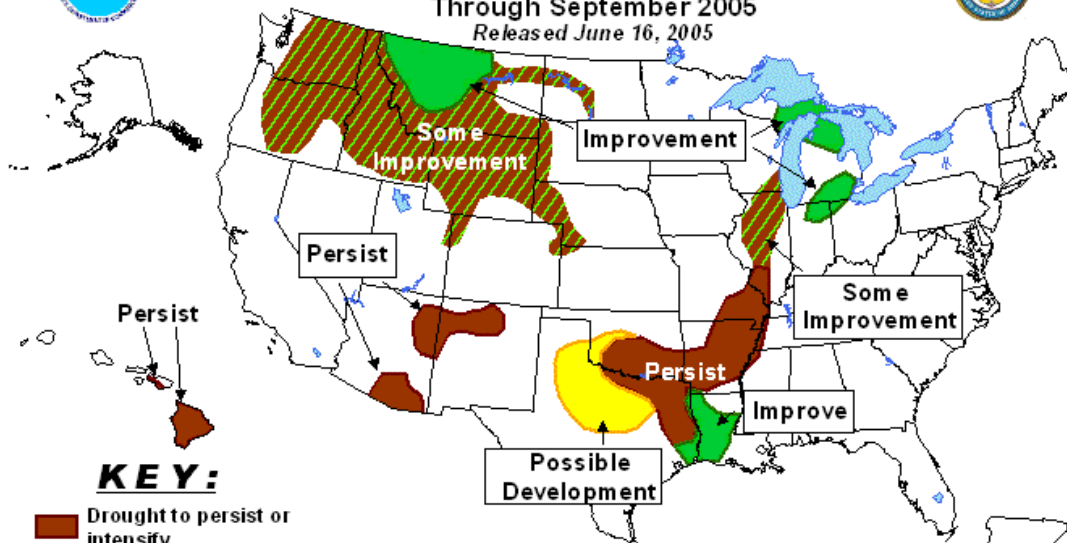 Through September 2005
Released June 16, 2005
Improvement
Some
Improvement
Persist
Some
Improvement
Persist
Persist
Improve
Possible
Development
KEY:
Drought to persist or
intensify